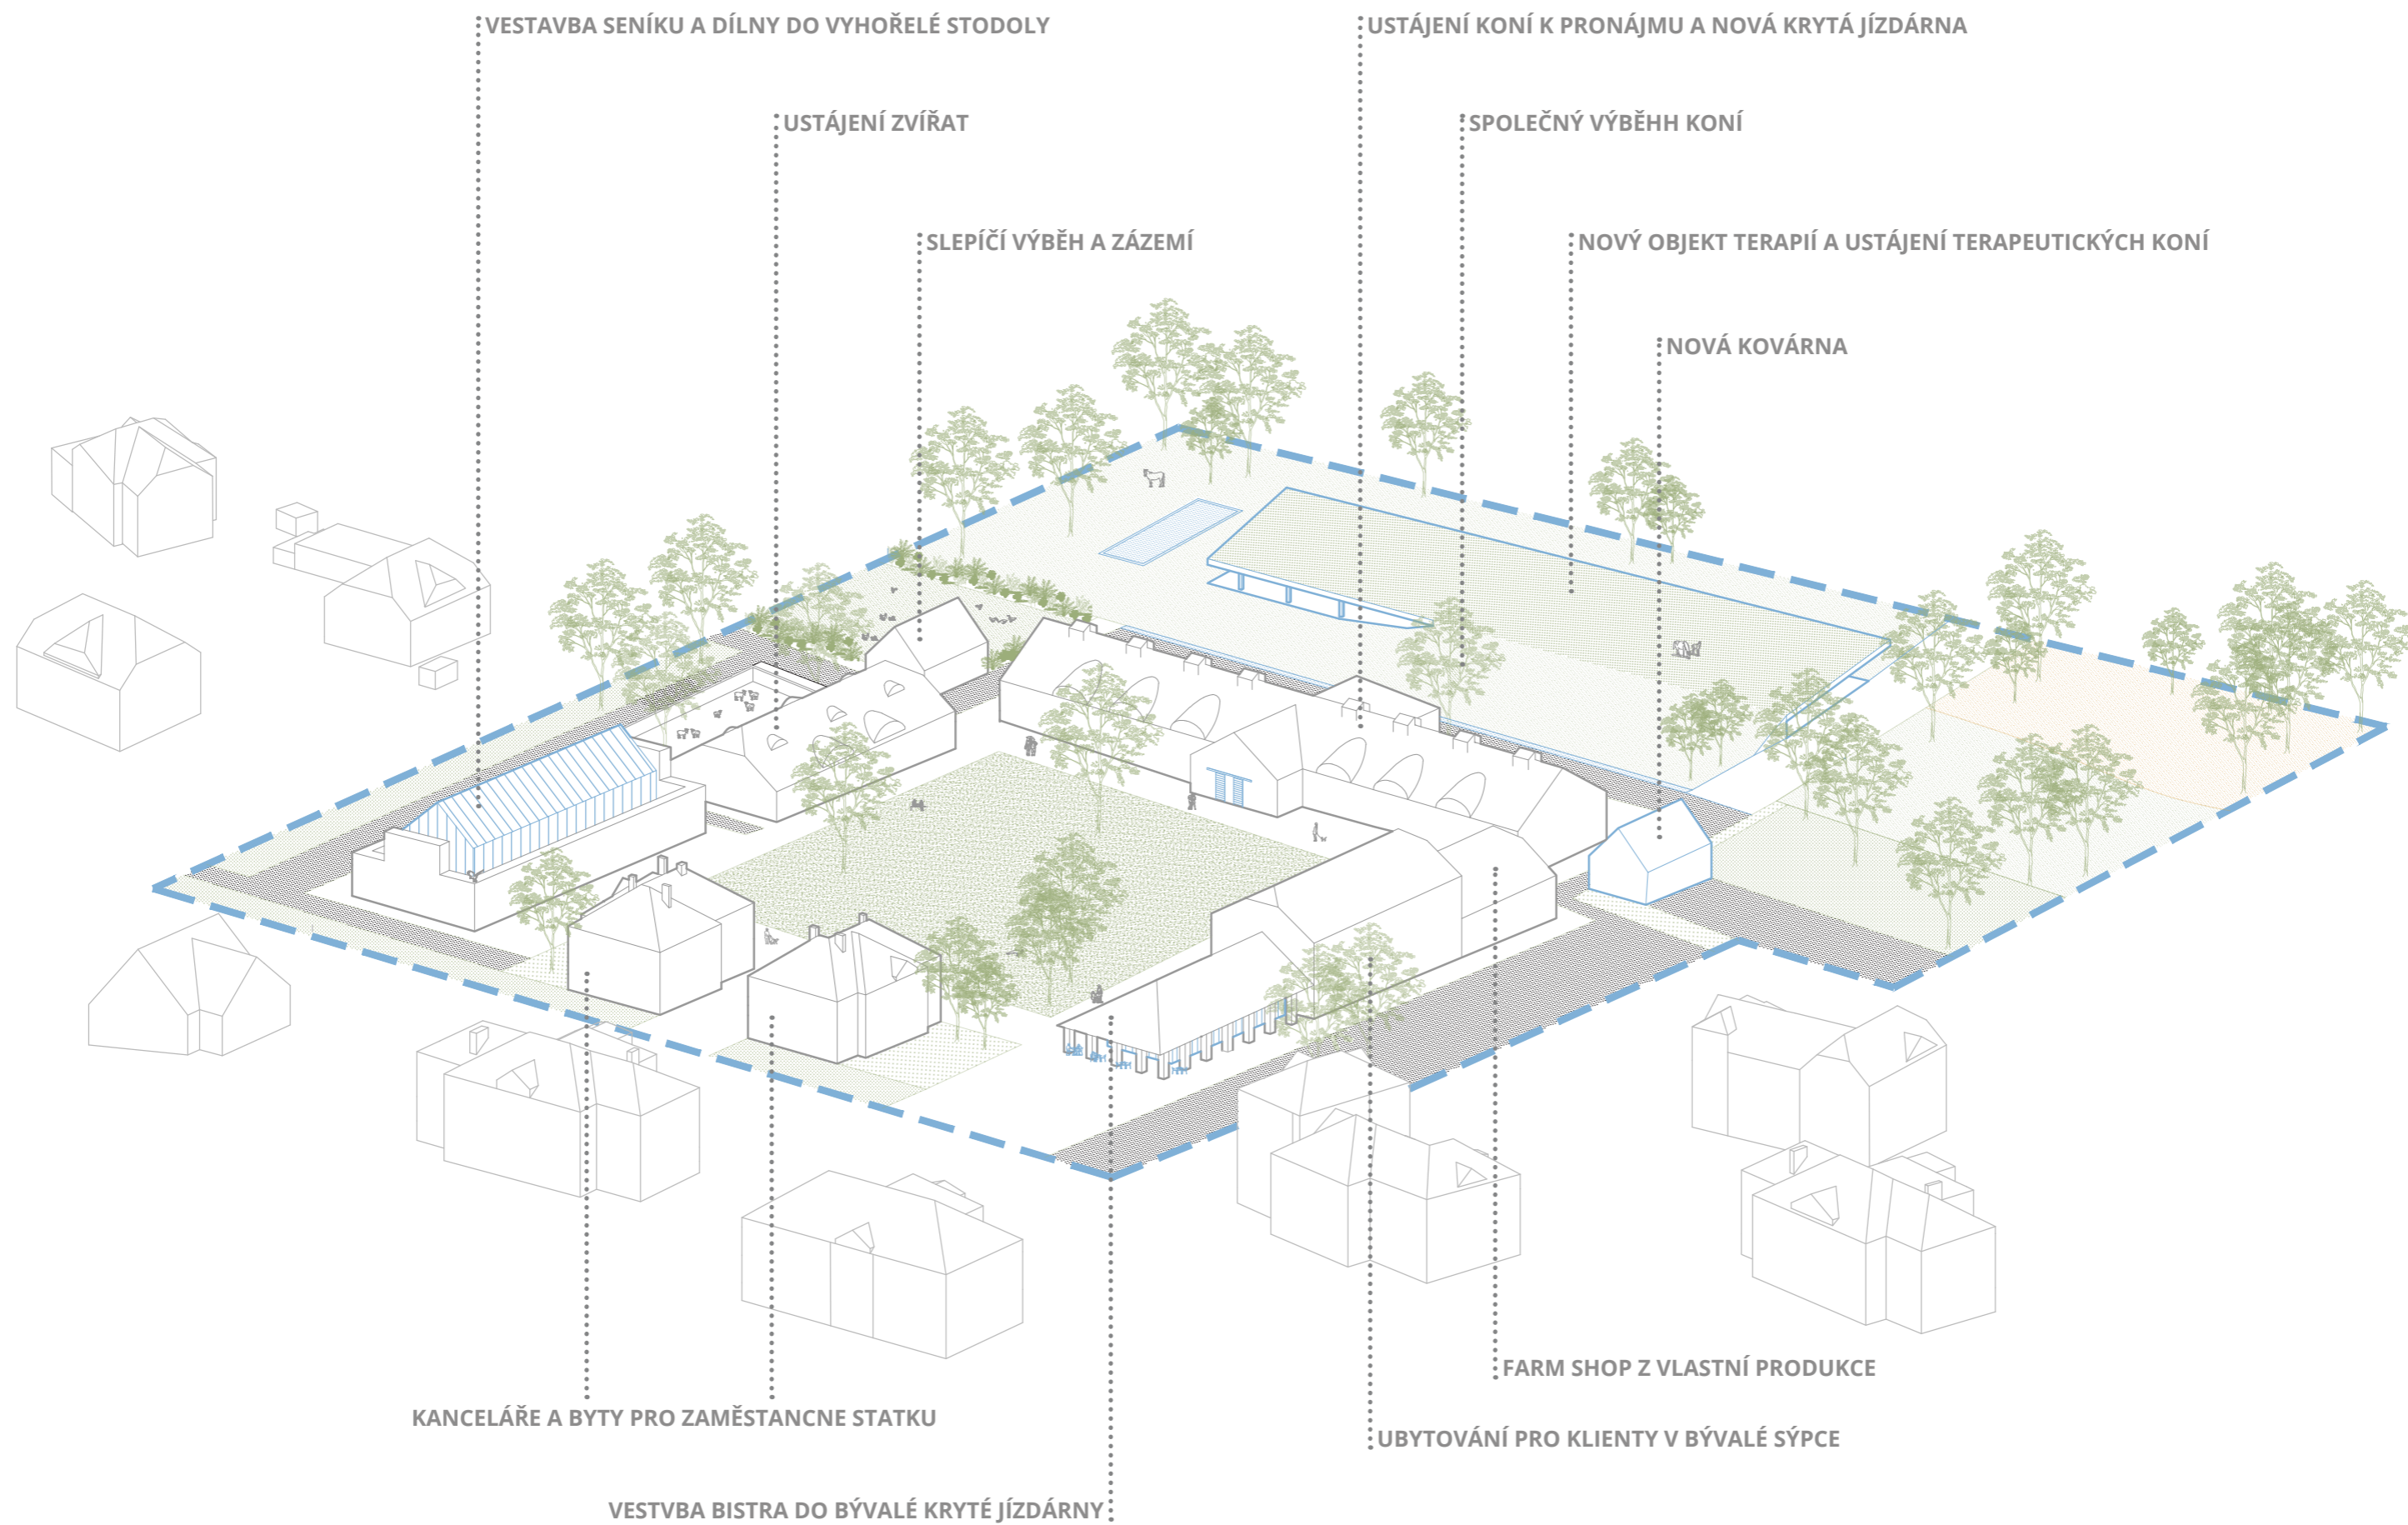 VESTAVBA SENÍKU A DÍLNY DO VYHOŘELÉ STODOLY
USTÁJENÍ KONÍ K PRONÁJMU A NOVÁ KRYTÁ JÍZDÁRNA
USTÁJENÍ ZVÍŘAT
SPOLEČNÝ VÝBĚHH KONÍ
SLEPÍČÍ VÝBĚH A ZÁZEMÍ
NOVÝ OBJEKT TERAPIÍ A USTÁJENÍ TERAPEUTICKÝCH KONÍ
NOVÁ KOVÁRNA
FARM SHOP Z VLASTNÍ PRODUKCE
KANCELÁŘE A BYTY PRO ZAMĚSTANCNE STATKU
UBYTOVÁNÍ PRO KLIENTY V BÝVALÉ SÝPCE
VESTVBA BISTRA DO BÝVALÉ KRYTÉ JÍZDÁRNY